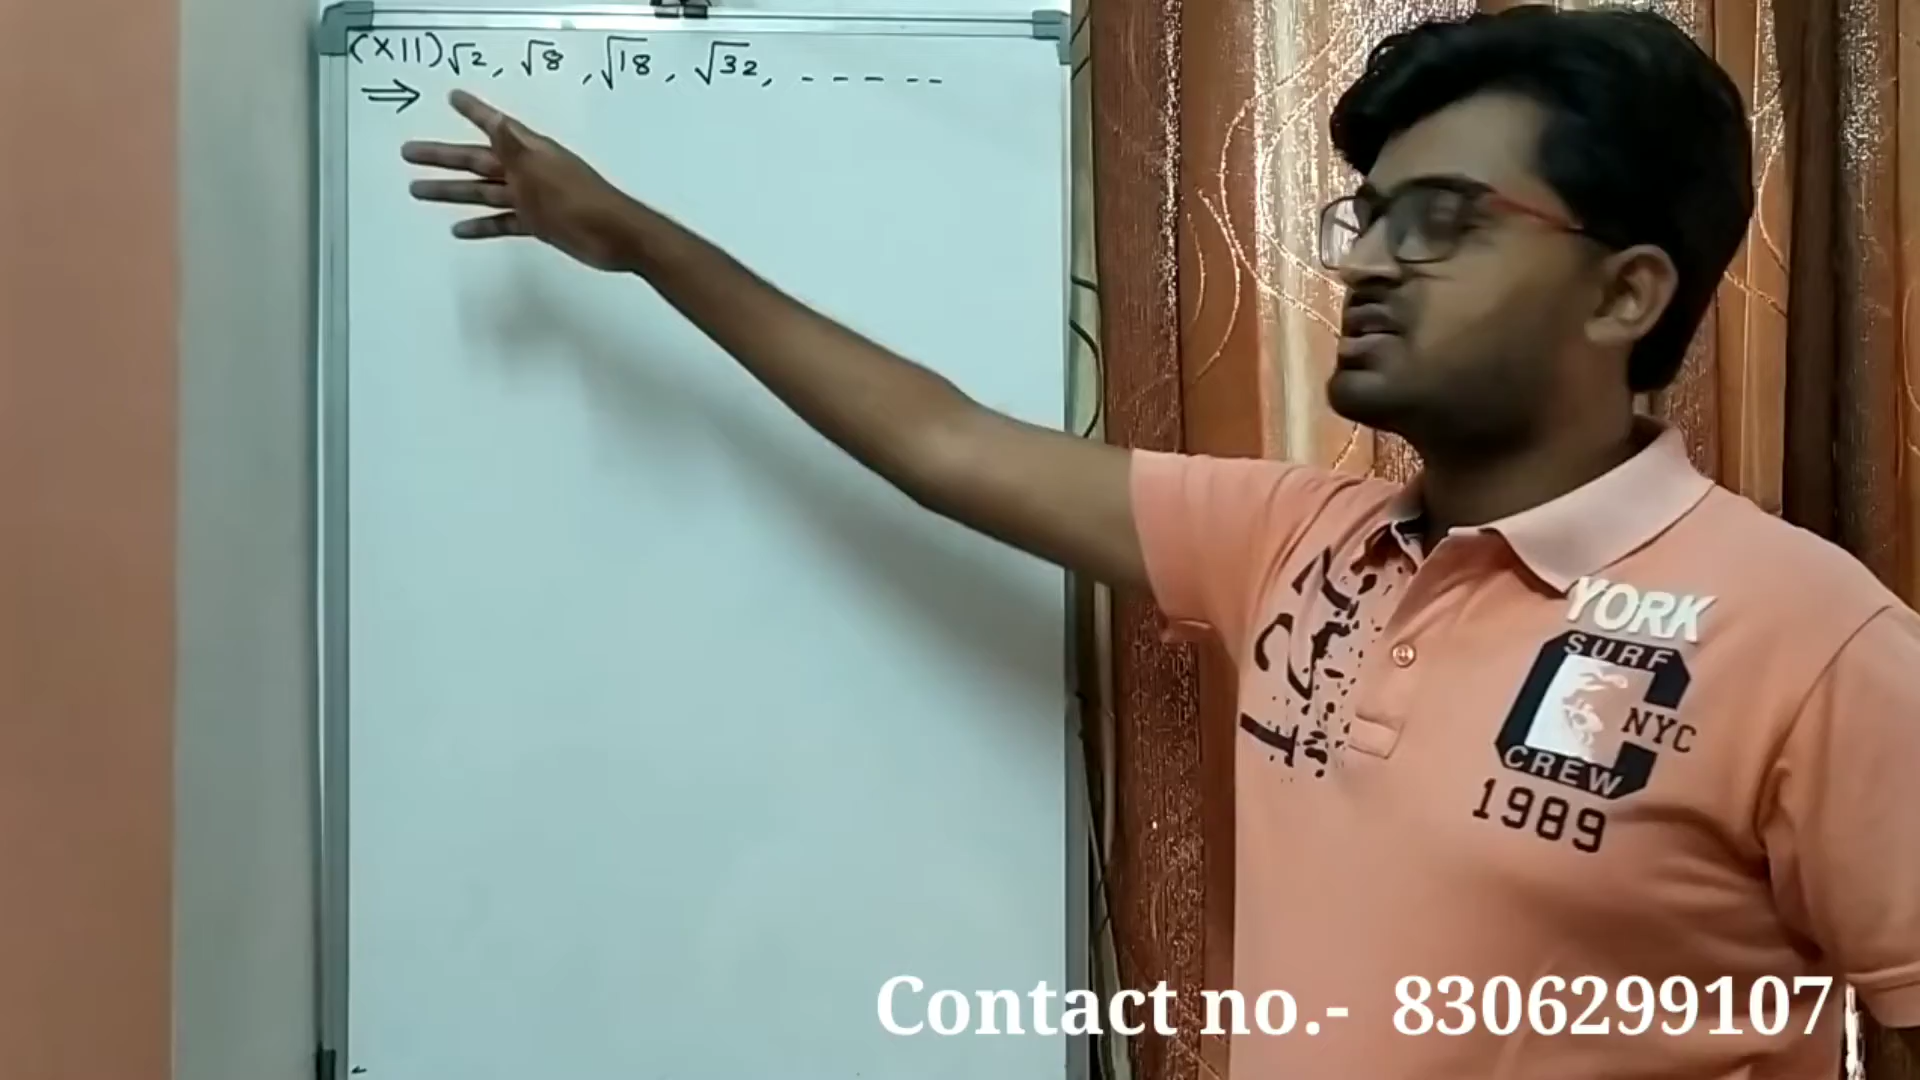 (XII) √2, √8, √18, √32, - - - - -
⇒
YORK
SURF
NYC
CREW
1989
Contact no.- 8306299107